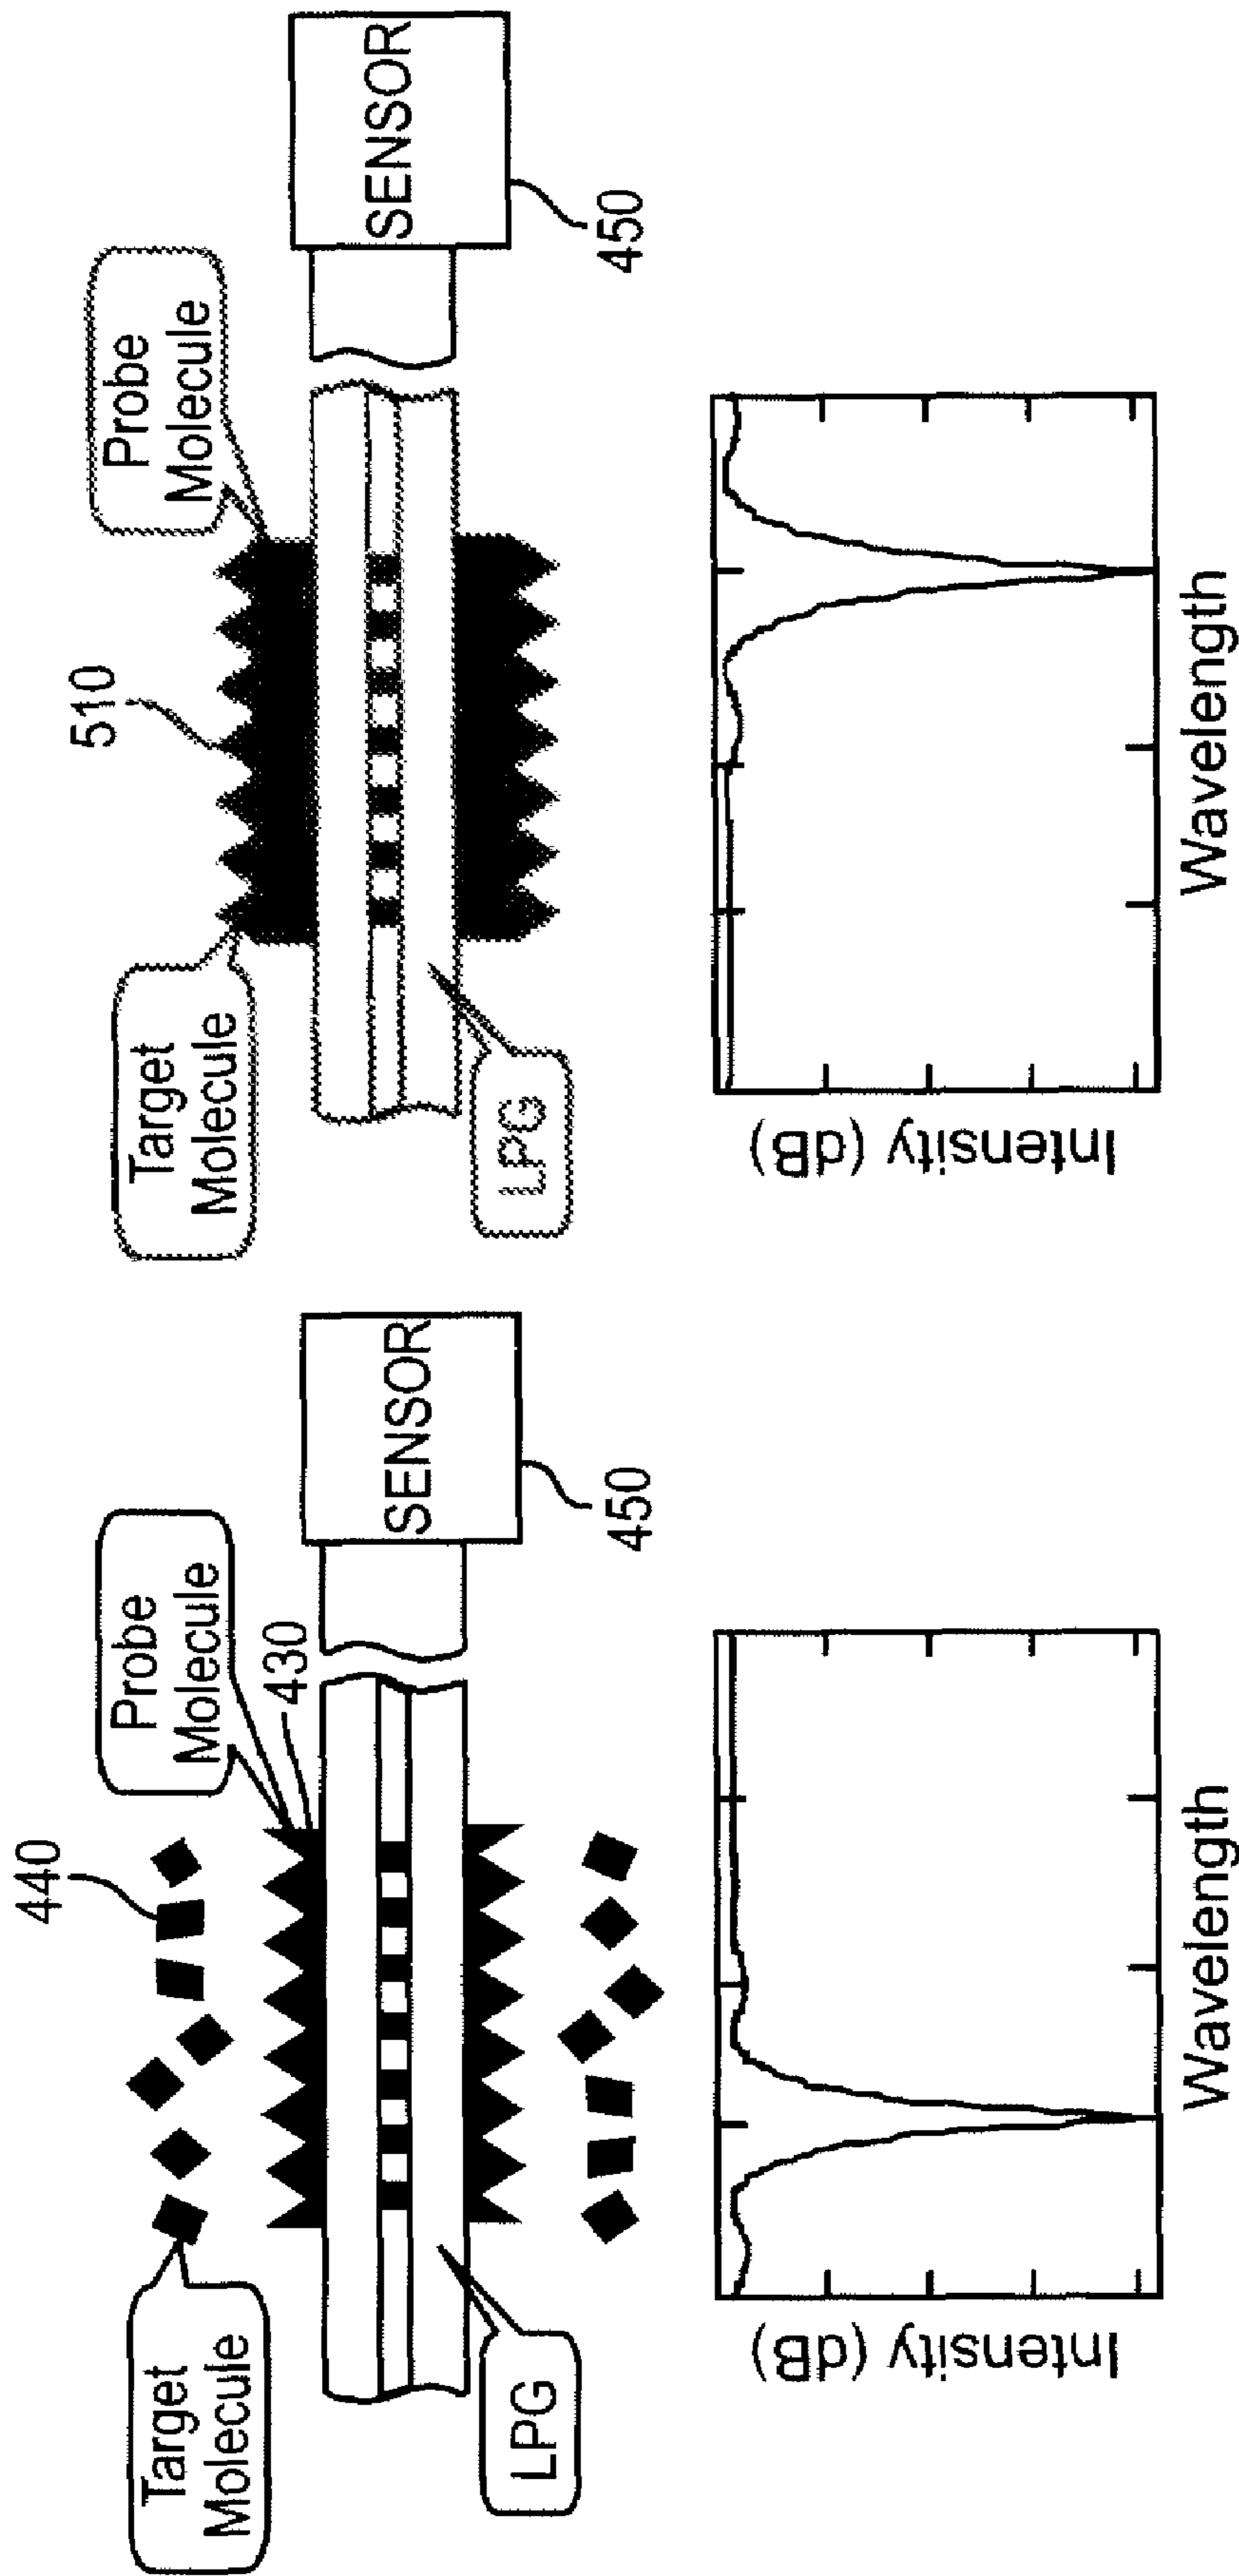 440
Target
Molecule
Probe
Molecule
430
LPG
SENSOR
450
Intensity (dB)
Wavelength
510
Target
Molecule
Probe
Molecule
LPG
SENSOR
450
Intensity (dB)
Wavelength